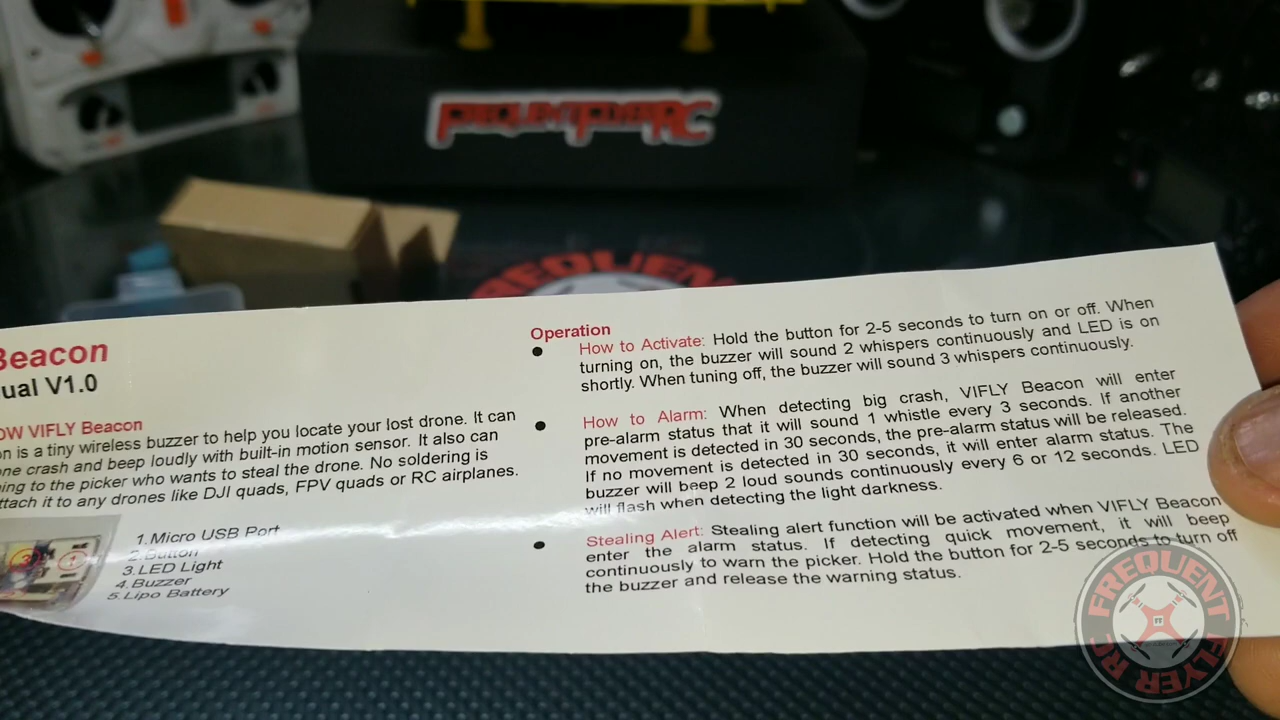 FREQUENTFLYERRC
FREQUEN
Beacon
ual V1.0
OW VIFLY Beacon
on is a tiny wireless buzzer to help you locate your lost drone. It can
one crash and beep loudly with built-in motion sensor. It also can
ing to the picker who wants to steal the drone. No soldering is
ttach it to any drones like DJI quads, FPV quads or RC airplanes.
3
1
1.Micro USB Port
2.Button
3.LED Light
4.Buzzer
5.Lipo Battery
Operation
How to Activate: Hold the button for 2-5 seconds to turn on or off. When
turning on, the buzzer will sound 2 whispers continuously and LED is on
shortly. When tuning off, the buzzer will sound 3 whispers continuously.
How to Alarm: When detecting big crash, VIFLY Beacon will enter
pre-alarm status that it will sound 1 whistle every 3 seconds. If another
movement is detected in 30 seconds, the pre-alarm status will be released.
If no movement is detected in 30 seconds, it will enter alarm status. The
buzzer will beep 2 loud sounds continuously every 6 or 12 seconds. LED
will flash when detecting the light darkness.
Stealing Alert: Stealing alert function will be activated when VIFLY Beacon
enter the alarm status. If detecting quick movement, it will beep
continuously to warn the picker. Hold the button for 2-5 seconds to turn off
the buzzer and release the warning status.
FREQUENT FLYER RC
FF